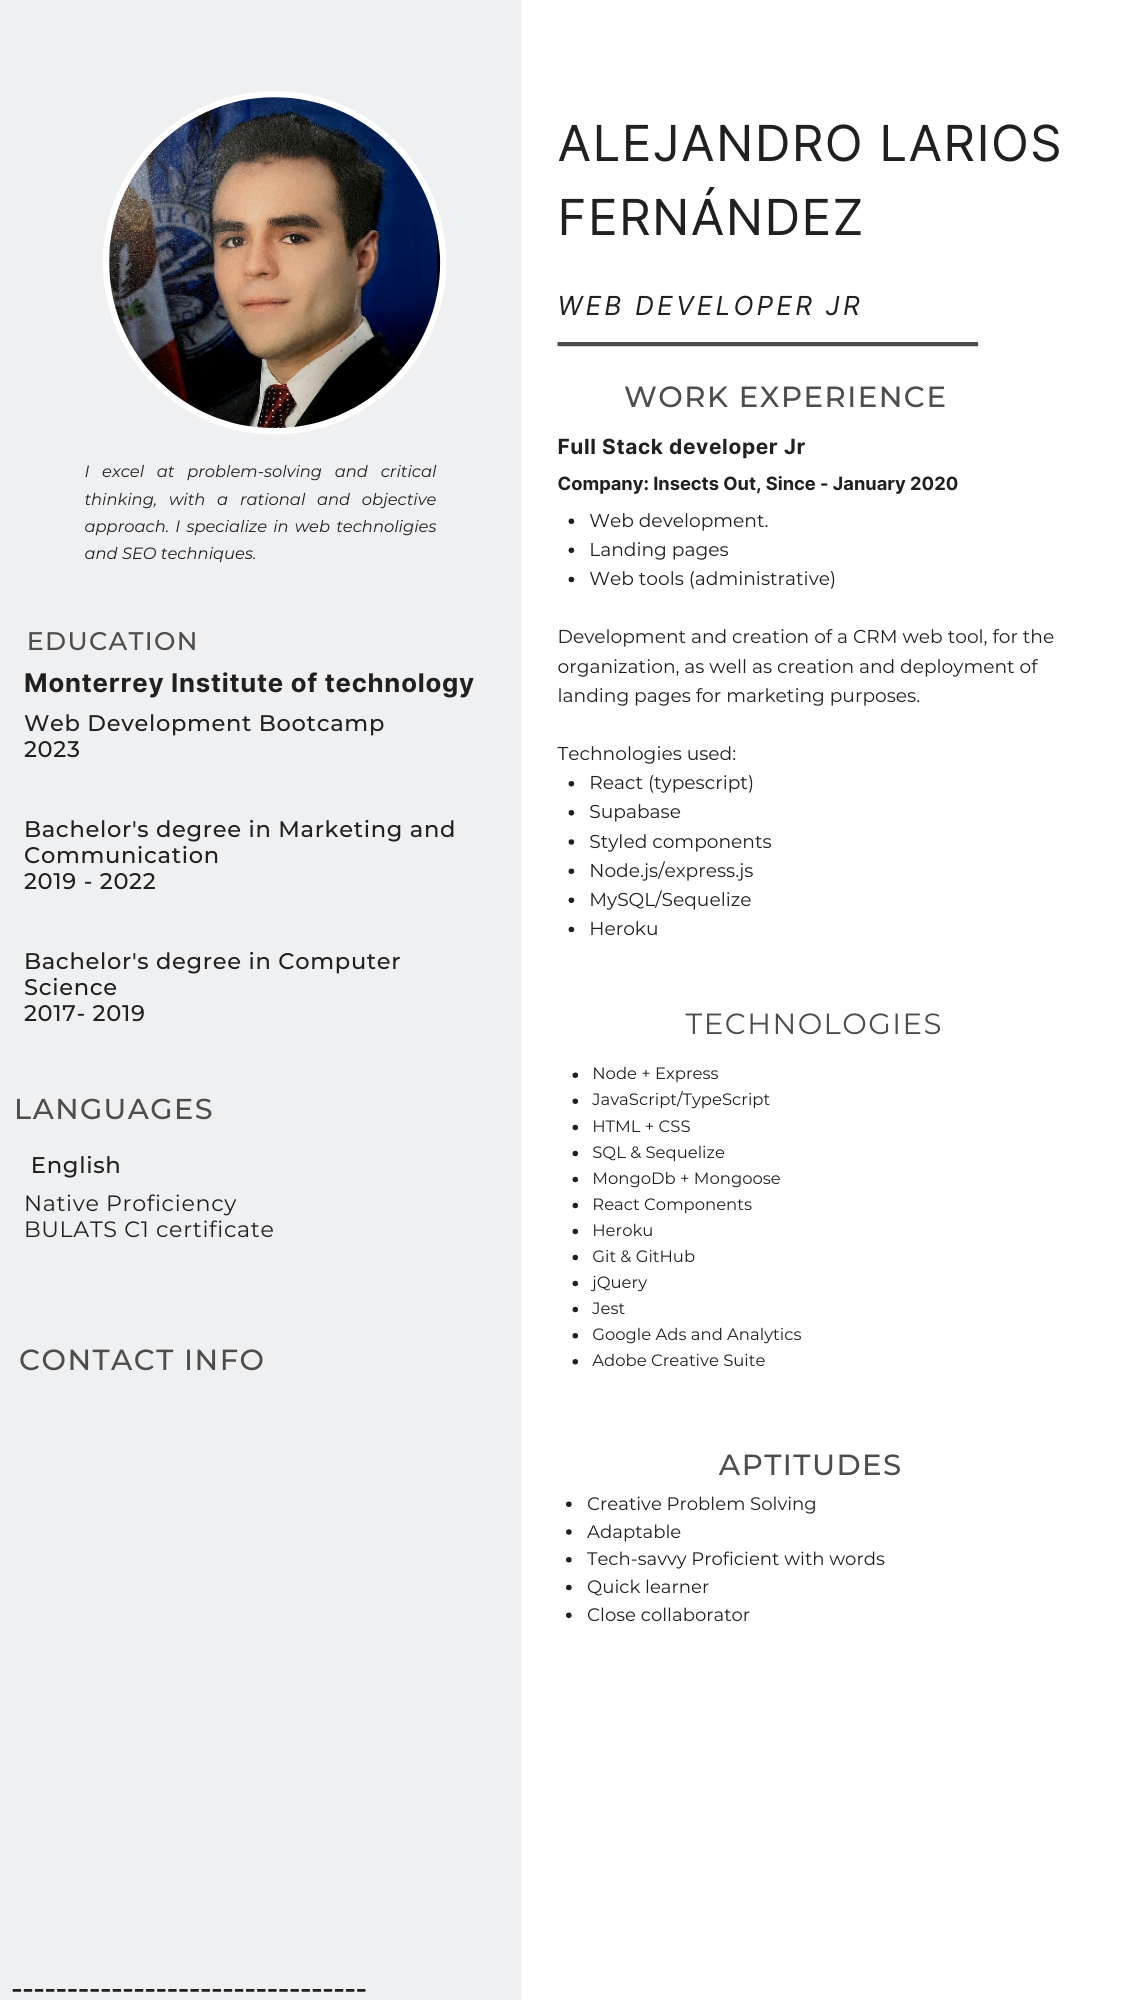 ALEJANDRO LARIOS
FERNÁNDEZ
WEB DEVELOPER JR
I excel at problem-solving and critical
thinking, with a rational and objective
approach. I specialize in web technoligies
and SEO techniques.
EDUCATION
Monterrey Institute of technology
Web Development Bootcamp
2023
Bachelor's degree in Marketing and
Communication
2019 - 2022
Bachelor's degree in Computer
Science
2017- 2019
LANGUAGES
English
Native Proficiency
BULATS C1 certificate
CONTACT INFO
--------------------------------
WORK EXPERIENCE
Full Stack developer Jr
Company: Insects Out, Since - January 2020
• Web development.
• Landing pages
• Web tools (administrative)
Development and creation of a CRM web tool, for the
organization, as well as creation and deployment of
landing pages for marketing purposes.
Technologies used:
• React (typescript)
• Supabase
• Styled components
• Node.js/express.js
• MySQL/Sequelize
• Heroku
TECHNOLOGIES
• Node + Express
• JavaScript/TypeScript
• HTML + CSS
• SQL & Sequelize
• MongoDb + Mongoose
• React Components
• Heroku
• Git & GitHub
• jQuery
• Jest
• Google Ads and Analytics
• Adobe Creative Suite
APTITUDES
• Creative Problem Solving
• Adaptable
• Tech-savvy Proficient with words
• Quick learner
• Close collaborator